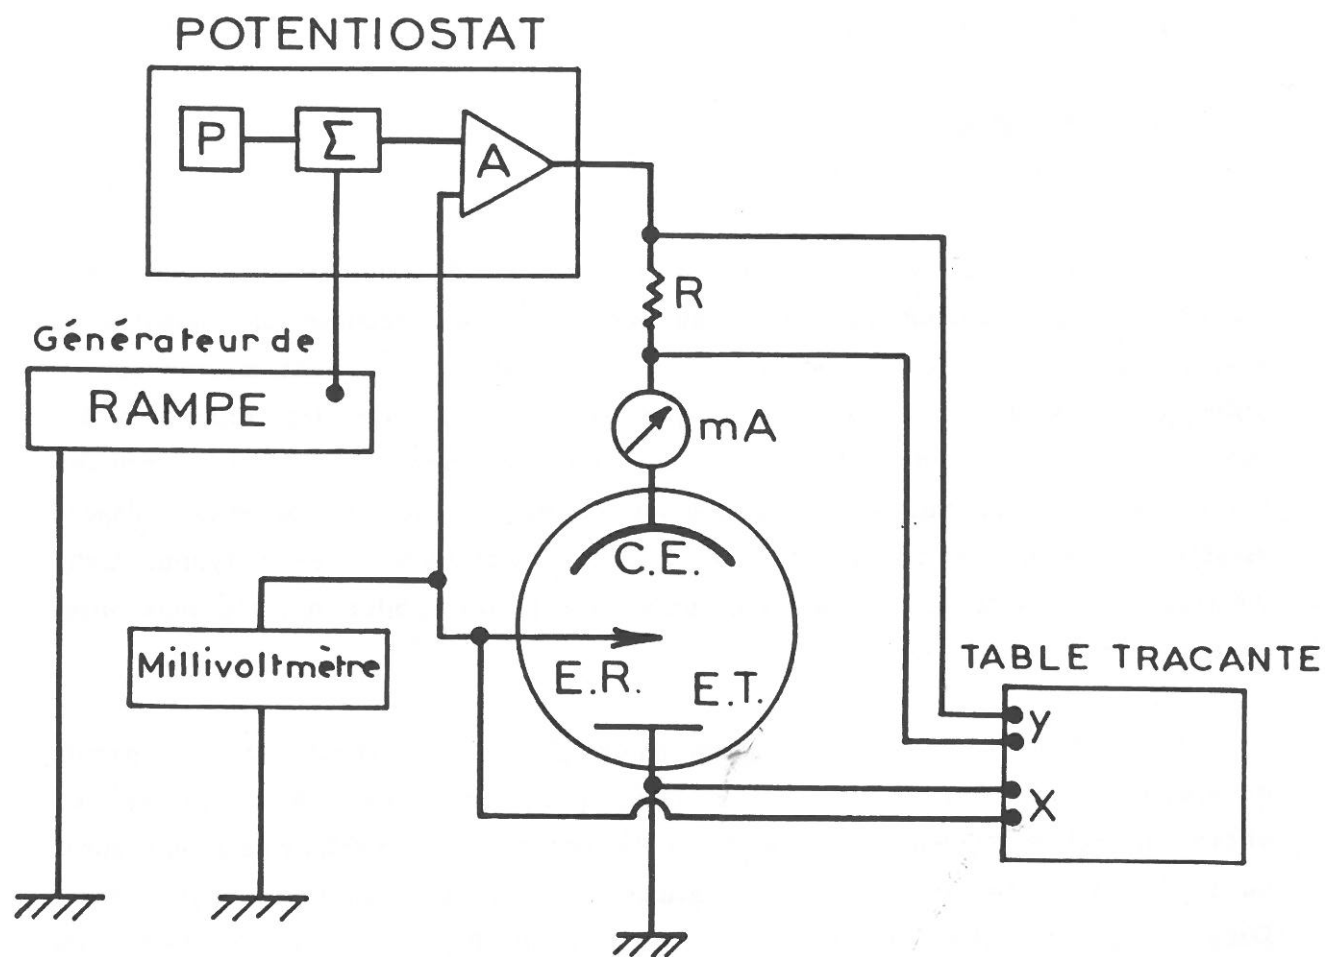 POTENTIOSTAT
P
Σ
A
R
Générateur de
RAMPE
mA
C.E.
Millivoltmètre
E.R.
E.T.
TABLE TRACANTE
y
X